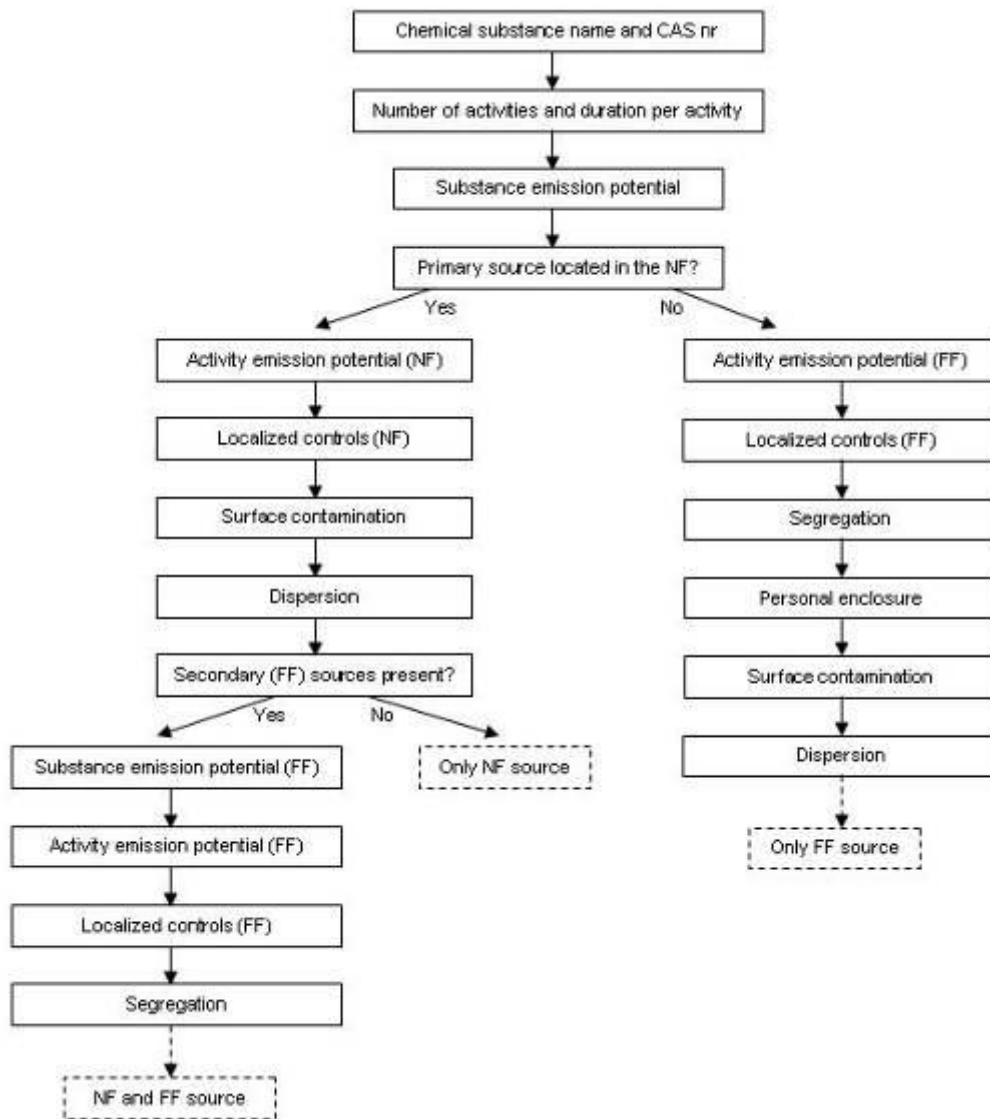 Chemical substance name and CAS nr
Number of activities and duration per activity
Substance emission potential
Primary source located in the NF?
Yes
No
Activity emission potential (NF)
Localized controls (NF)
Surface contamination
Dispersion
Secondary (FF) sources present?
Yes
No
Substance emission potential (FF)
Activity emission potential (FF)
Localized controls (FF)
Segregation
NF and FF source
Only NF source
Activity emission potential (FF)
Localized controls (FF)
Segregation
Personal enclosure
Surface contamination
Dispersion
Only FF source